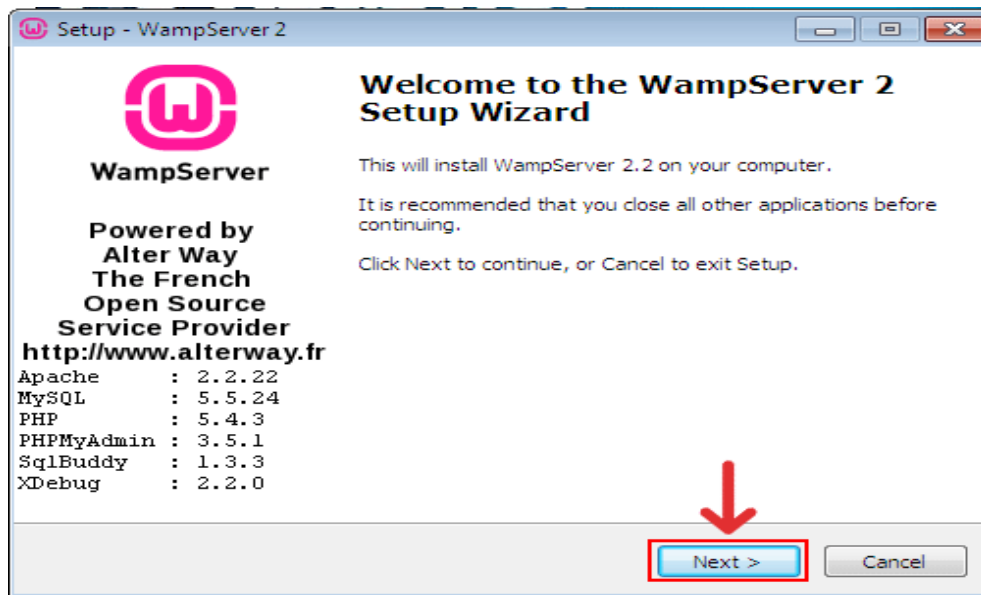 Setup - WampServer 2
Welcome to the WampServer 2
Setup Wizard
This will install WampServer 2.2 on your computer.
It is recommended that you close all other applications before
continuing.
Click Next to continue, or Cancel to exit Setup.
WampServer
Powered by
Alter Way
The French
Open Source
Service Provider
http://www.alterway.fr
Apache : 2.2.22
MySQL : 5.5.24
PHP : 5.4.3
PHPMyAdmin : 3.5.1
SqlBuddy : 1.3.3
XDebug : 2.2.0
Next >
Cancel